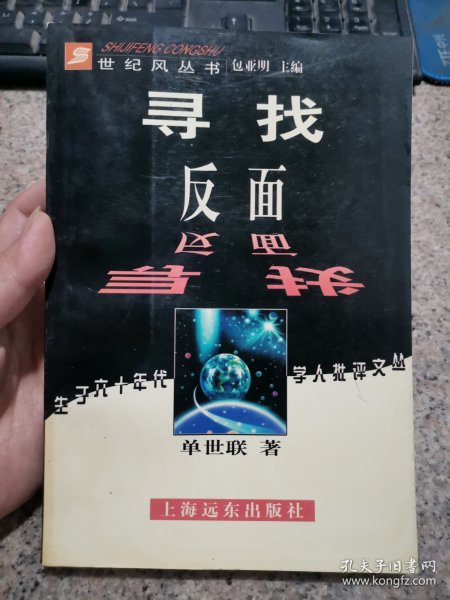 SHIJIFENG CONGSHU
世纪风丛书 包亚明 主编
寻找
反面
反面
寻找
生于六十年代 学人批评文丛
单世联 著
上海远东出版社
孔夫子旧书网
www.kongfz.com